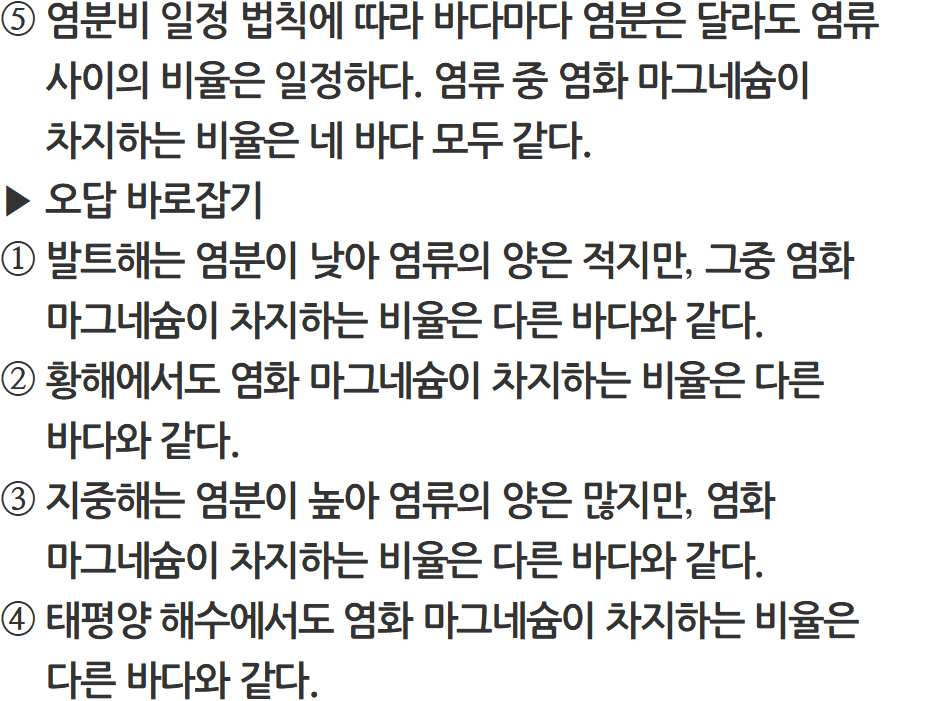 ⑤ 염분비 일정 법칙에 따라 바다마다 염분은 달라도 염류
사이의 비율은 일정하다. 염류 중 염화 마그네슘이
차지하는 비율은 네 바다 모두 같다.
▶ 오답 바로잡기
① 발트해는 염분이 낮아 염류의 양은 적지만, 그중 염화
마그네슘이 차지하는 비율은 다른 바다와 같다.
② 황해에서도 염화 마그네슘이 차지하는 비율은 다른
바다와 같다.
③ 지중해는 염분이 높아 염류의 양은 많지만, 염화
마그네슘이 차지하는 비율은 다른 바다와 같다.
④ 태평양 해수에서도 염화 마그네슘이 차지하는 비율은
다른 바다와 같다.